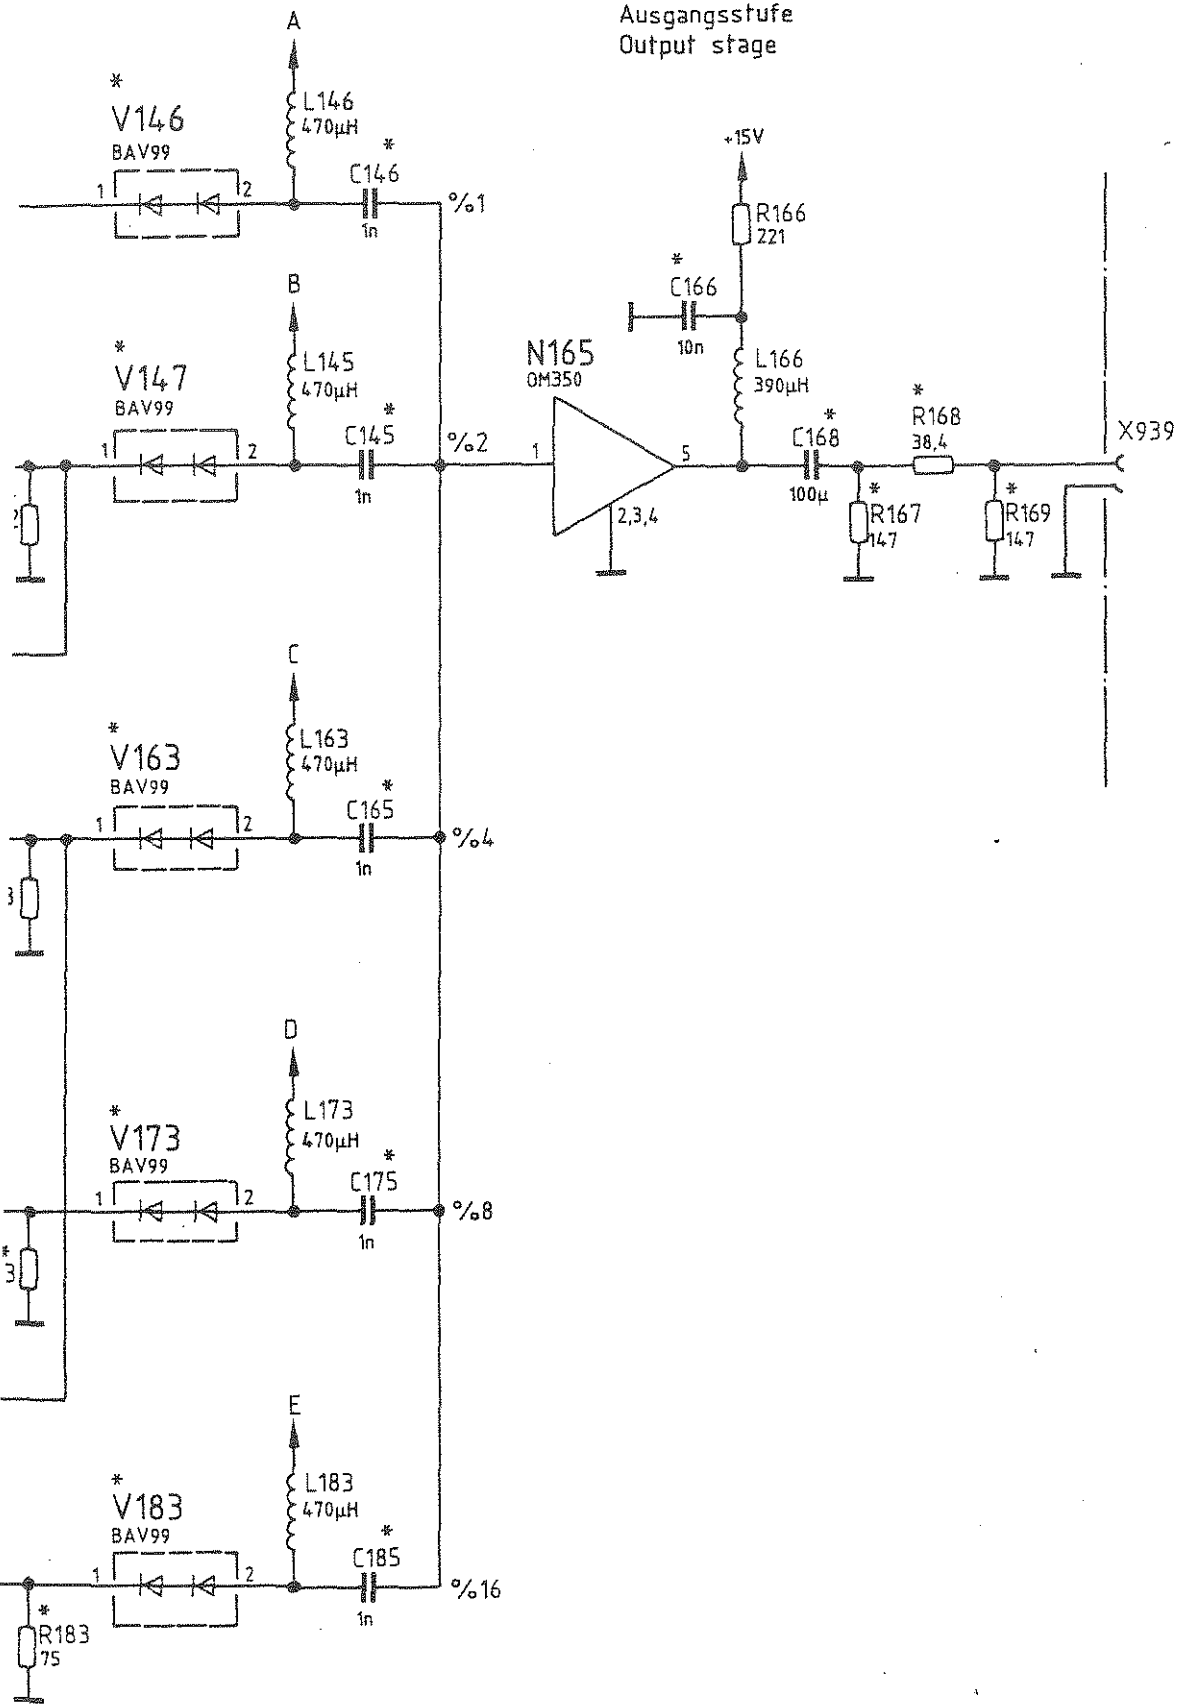 Ausgangsstufe
Output stage
A
*
V146
BAV99
1
2
L146
470µH
*
C146
1n
%1
+15V
R166
221
*
C166
10n
L166
390µH
B
*
V147
BAV99
1
2
L145
470µH
*
C145
1n
%2
N165
OM350
1
5
2,3,4
*
C168
100µ
*
R168
38,4
*
R167
147
*
R169
147
X939
2
C
*
V163
BAV99
1
2
L163
470µH
*
C165
1n
%4
3
D
*
V173
BAV99
1
2
L173
470µH
*
C175
1n
%8
*
3
E
*
V183
BAV99
1
2
L183
470µH
*
C185
1n
%16
*
R183
75